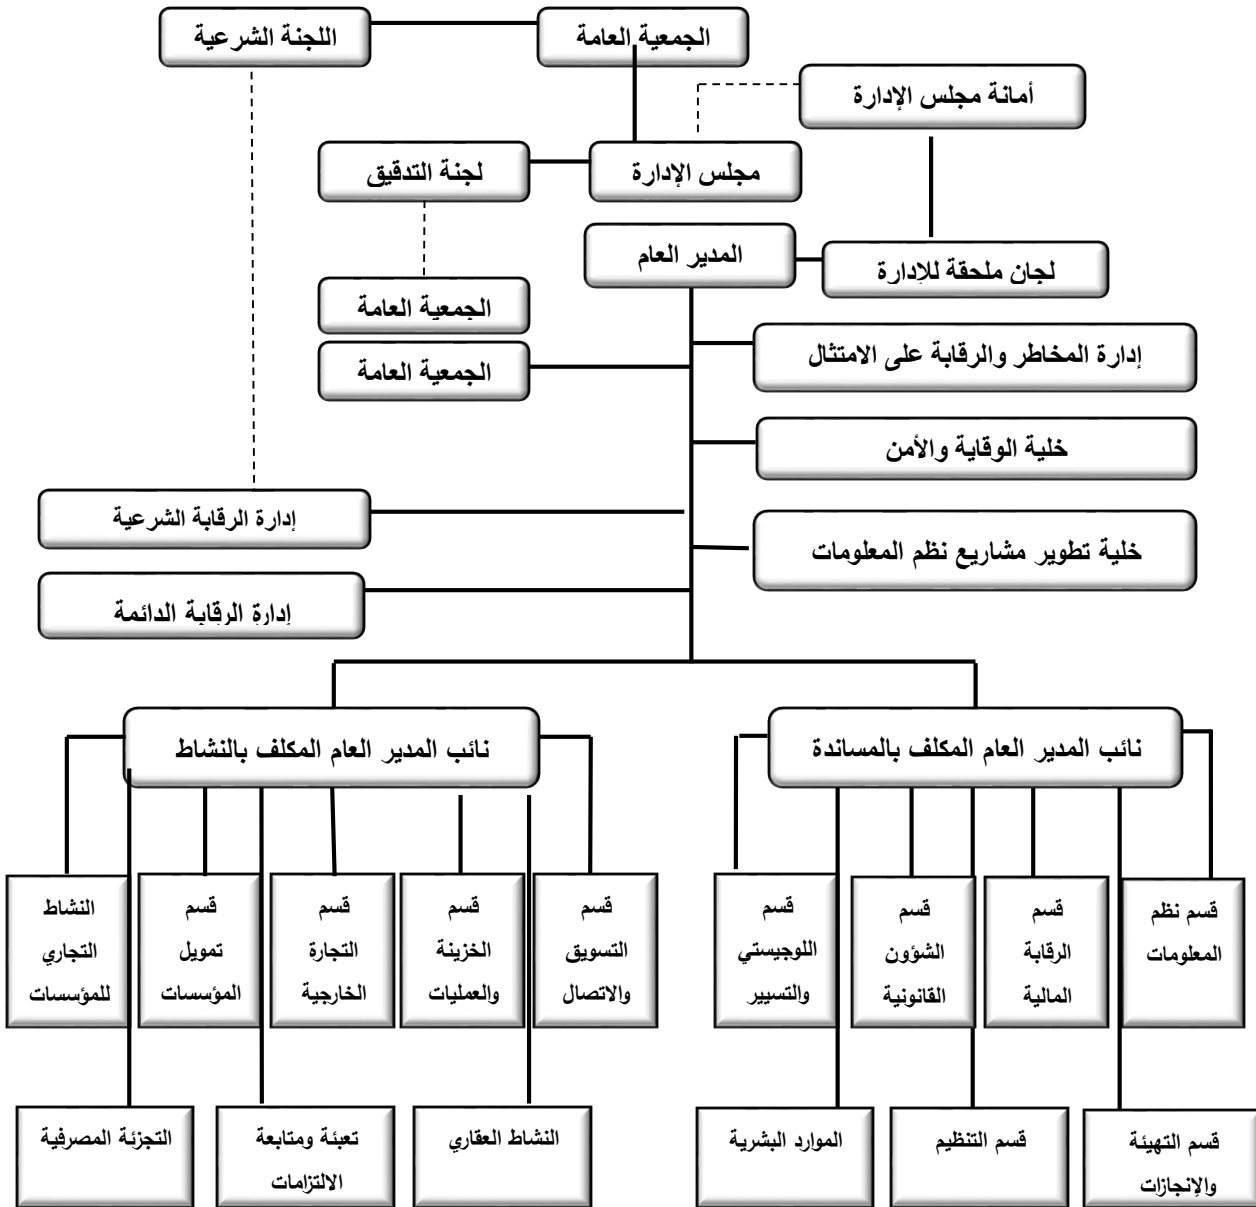 الجمعية العامة
اللجنة الشرعية
أمانة مجلس الإدارة
مجلس الإدارة
لجنة التدقيق
المدير العام
لجان ملحقة للإدارة
الجمعية العامة
إدارة المخاطر والرقابة على الامتثال
الجمعية العامة
خلية الوقاية والأمن
إدارة الرقابة الشرعية
خلية تطوير مشاريع نظم المعلومات
إدارة الرقابة الدائمة
نائب المدير العام المكلف بالمساندة
نائب المدير العام المكلف بالنشاط
قسم نظم
المعلومات
قسم
الرقابة
المالية
قسم
الشؤون
القانونية
قسم
اللوجيستي
والتسيير
قسم
التسويق
والاتصال
قسم
الخزينة
والعمليات
قسم
التجارة
الخارجية
قسم
تمويل
المؤسسات
النشاط
التجاري
للمؤسسات
قسم التهيئة
والإنجازات
قسم التنظيم
الموارد البشرية
النشاط العقاري
تعبئة ومتابعة
الالتزامات
التجزئة المصرفية